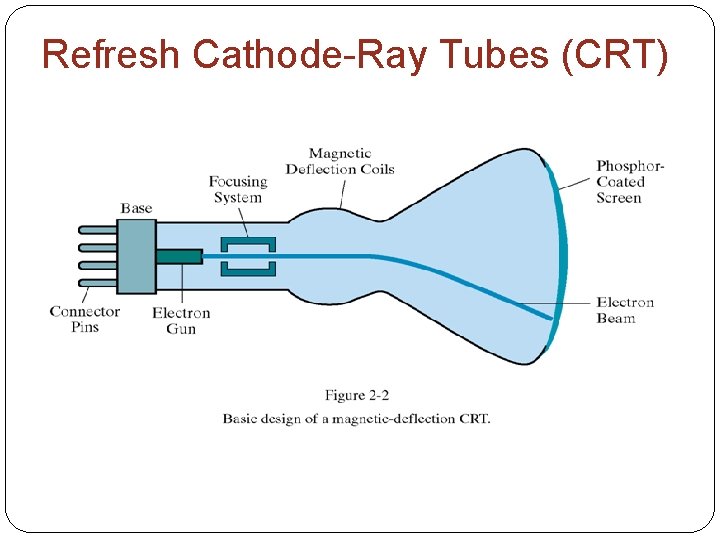 Refresh Cathode-Ray Tubes (CRT)
Magnetic
Deflection Coils
Phosphor-
Coated
Screen
Focusing
System
Base
Connector
Pins
Electron
Gun
Electron
Beam
Figure 2-2
Basic design of a magnetic-deflection CRT.